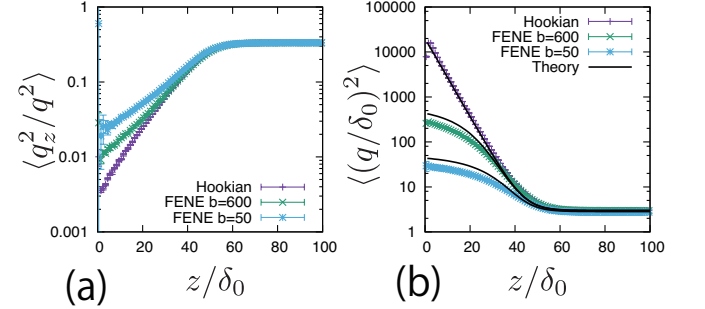 1
0.1
0.01
0.001
⟨q_z^2/q^2⟩
Hookian
FENE b=600
FENE b=50
0 20 40 60 80 100
z/δ_0
(a)
100000
10000
1000
100
10
1
⟨(q/δ_0)^2⟩
Hookian
FENE b=600
FENE b=50
Theory
0 20 40 60 80 100
z/δ_0
(b)